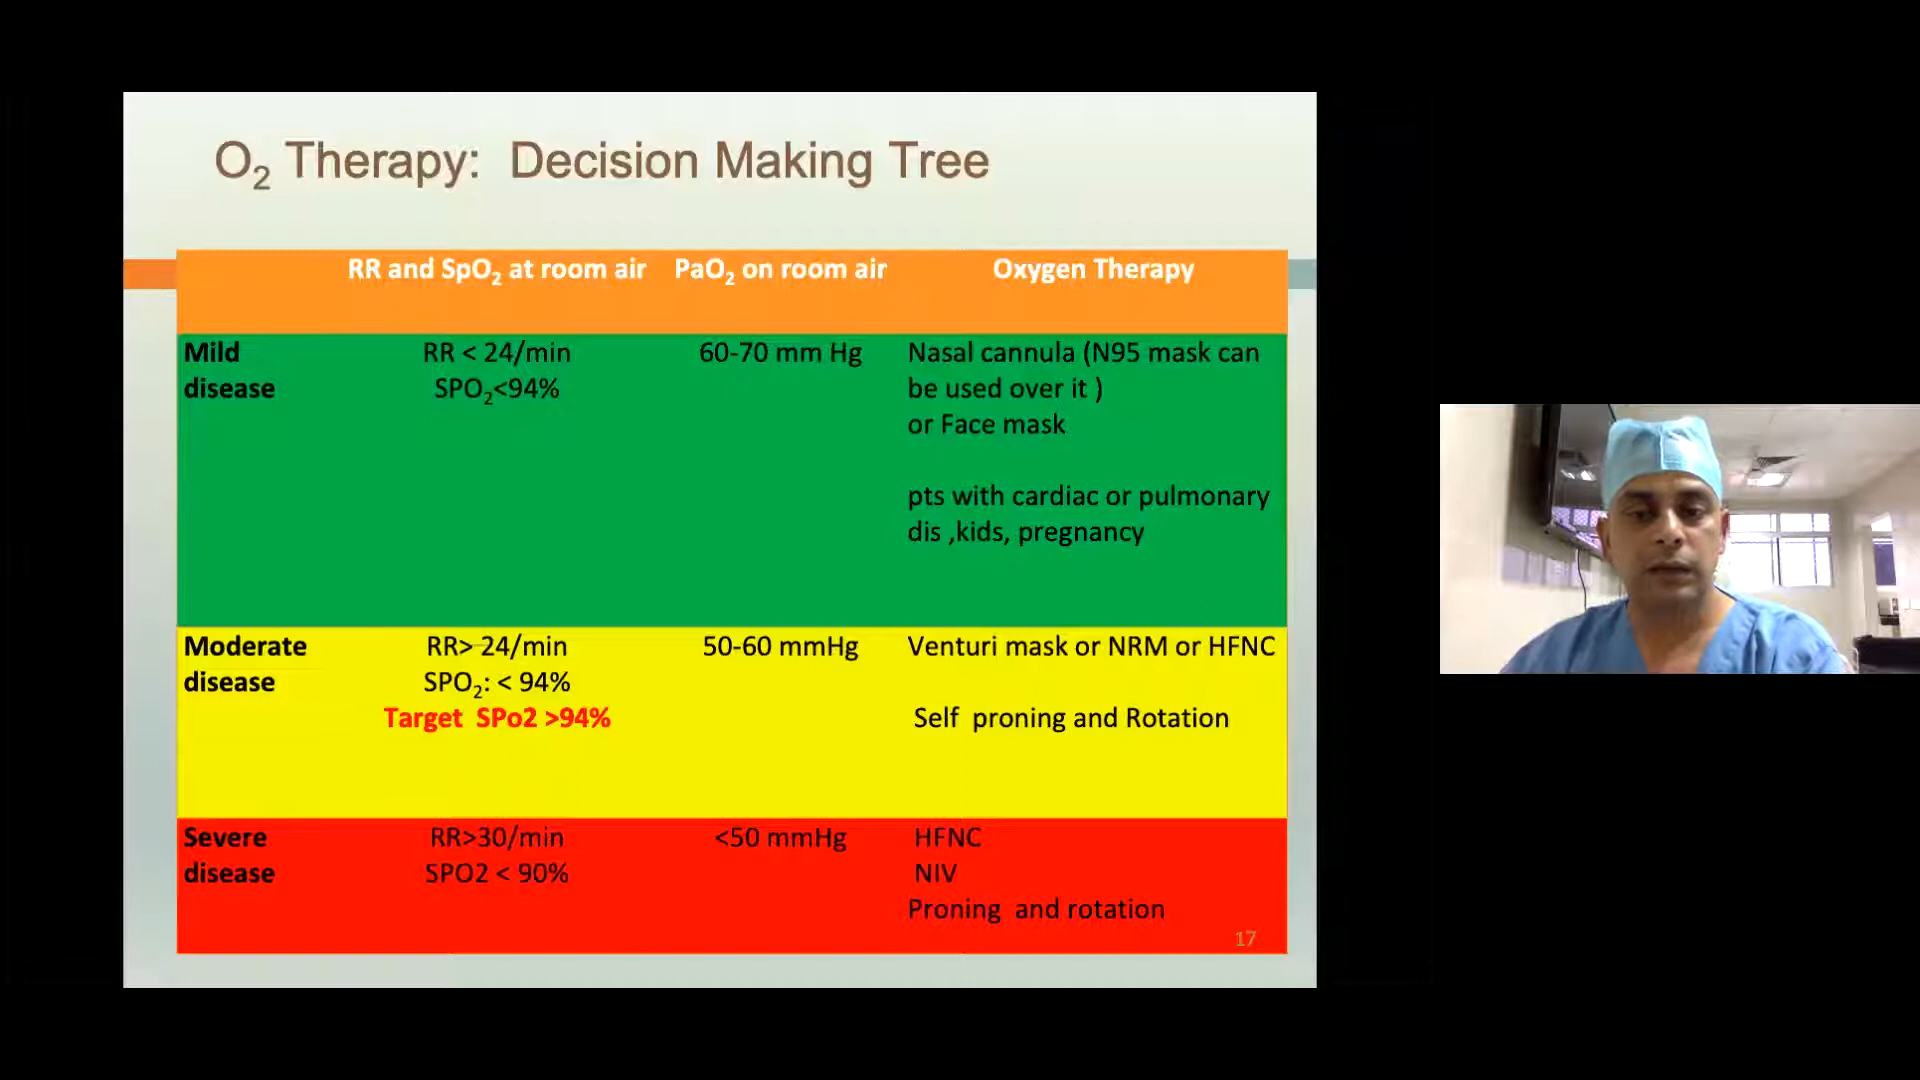 O₂ Therapy: Decision Making Tree
RR and SpO₂ at room air PaO₂ on room air Oxygen Therapy
Mild disease
RR < 24/min
SPO₂<94%
60-70 mm Hg
Nasal cannula (N95 mask can
be used over it )
or Face mask
pts with cardiac or pulmonary
dis ,kids, pregnancy
Moderate disease
RR> 24/min
SPO₂: < 94%
Target SPo2 >94%
50-60 mmHg
Venturi mask or NRM or HFNC
Self proning and Rotation
Severe disease
RR>30/min
SPO2 < 90%
<50 mmHg
HFNC
NIV
Proning and rotation
17